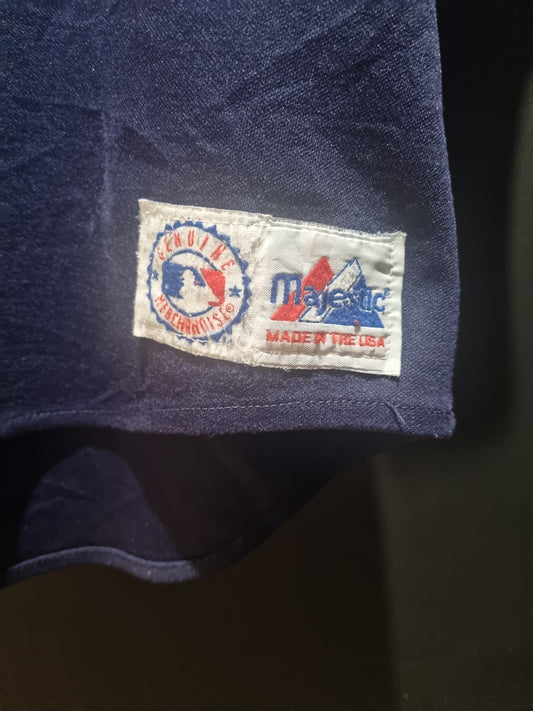 GENUINE
MERCHANDISE®
Majestic
MADE IN THE USA